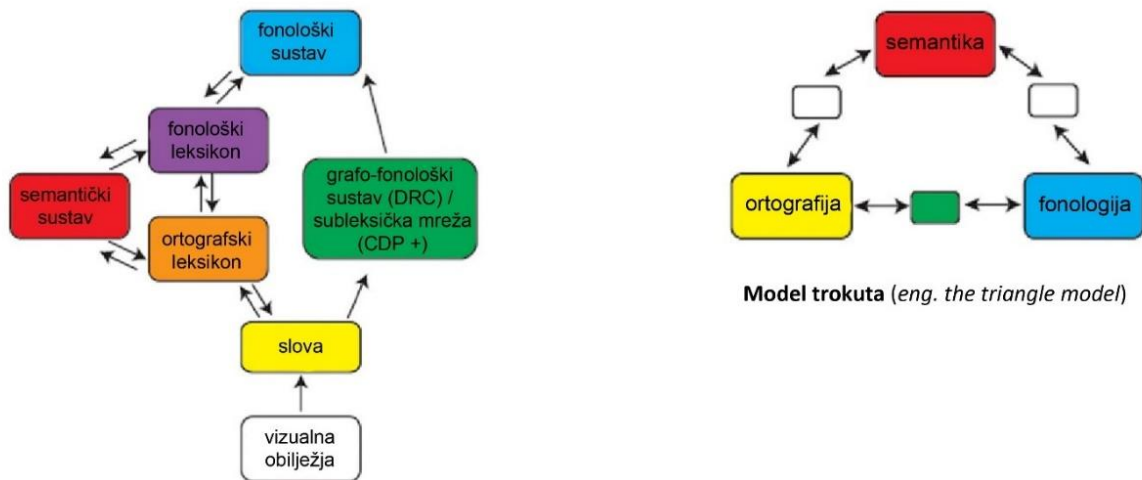 fonološki
sustav
fonološki
leksikon
semantički
sustav
ortografski
leksikon
grafo-fonološki
sustav (DRC) /
subleksička mreža
(CDP +)
slova
vizualna
obilježja
semantika
ortografija
fonologija
Model trokuta (eng. the triangle model)